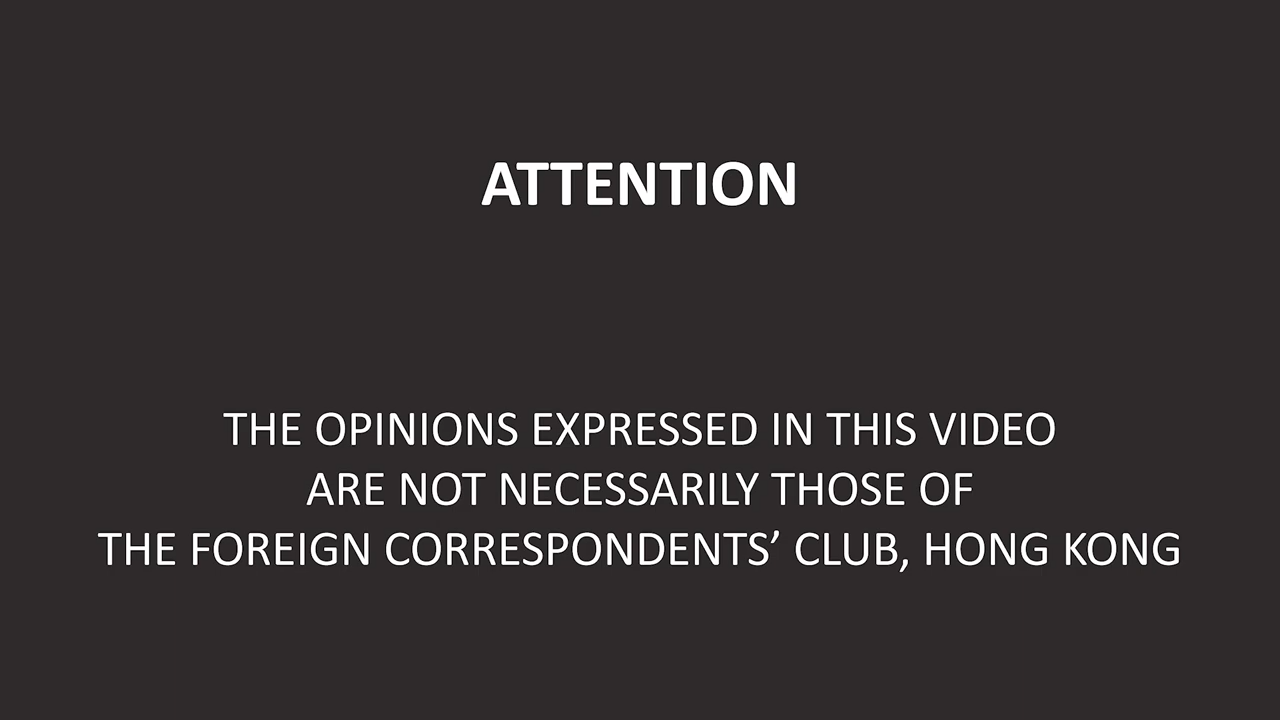 ATTENTION
THE OPINIONS EXPRESSED IN THIS VIDEO
ARE NOT NECESSARILY THOSE OF
THE FOREIGN CORRESPONDENTS’ CLUB, HONG KONG